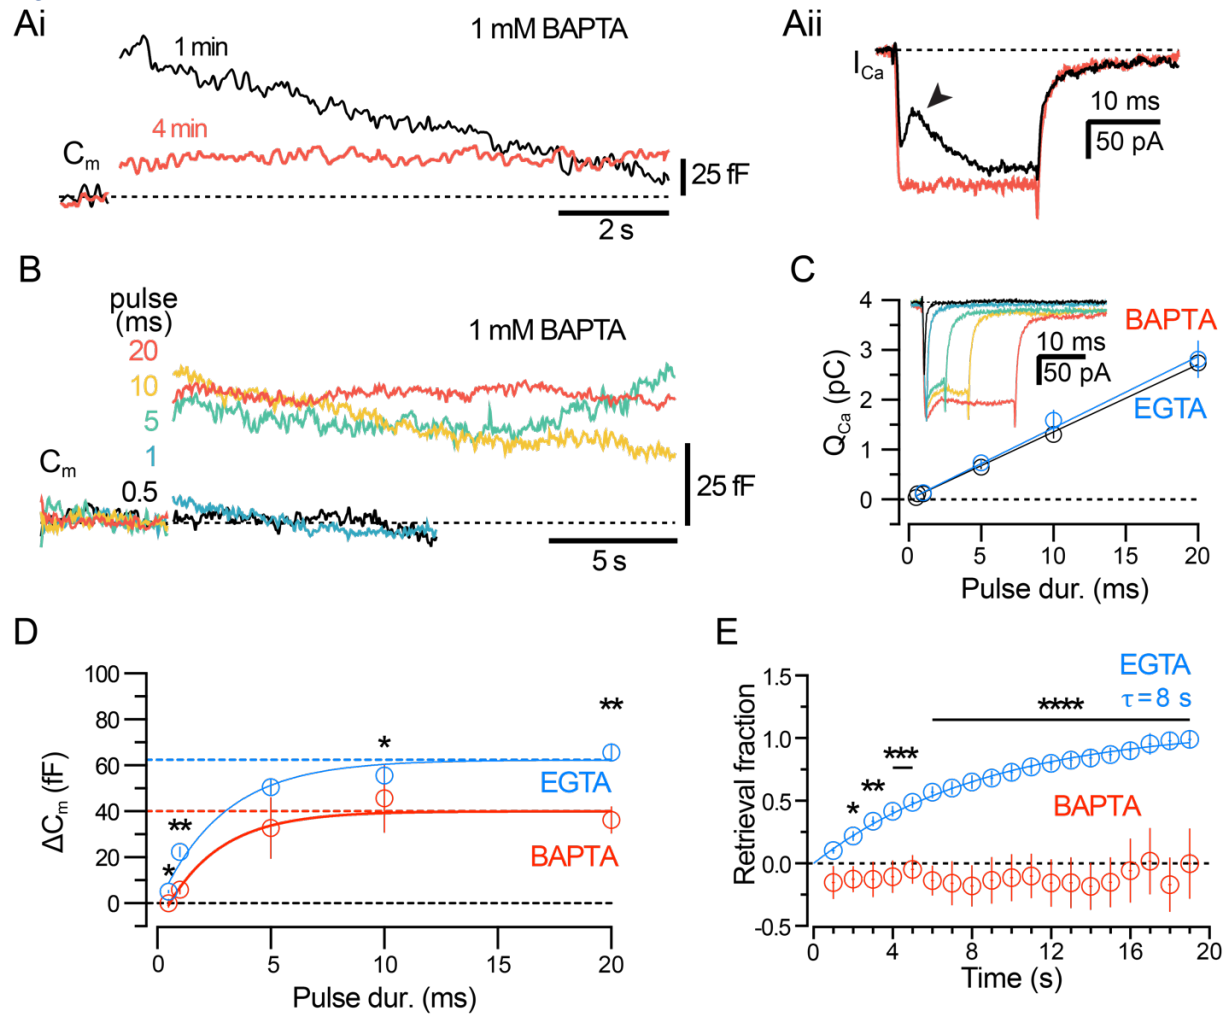 Ai
1 min
1 mM BAPTA
4 min
Cm
25 fF
2 s
Aii
ICa
10 ms
50 pA
B
pulse
(ms)
1 mM BAPTA
20
10
5
1
0.5
Cm
25 fF
5 s
C
4
3
2
1
0
QCa (pC)
10 ms
50 pA
BAPTA
EGTA
0
5
10
15
20
Pulse dur. (ms)
D
100
80
60
40
20
0
ΔCm (fF)
*
**
*
**
EGTA
BAPTA
0
5
10
15
20
Pulse dur. (ms)
E
1.5
1.0
0.5
0.0
-0.5
Retrieval fraction
EGTA
τ = 8 s
*
**
***
****
BAPTA
0
4
8
12
16
20
Time (s)